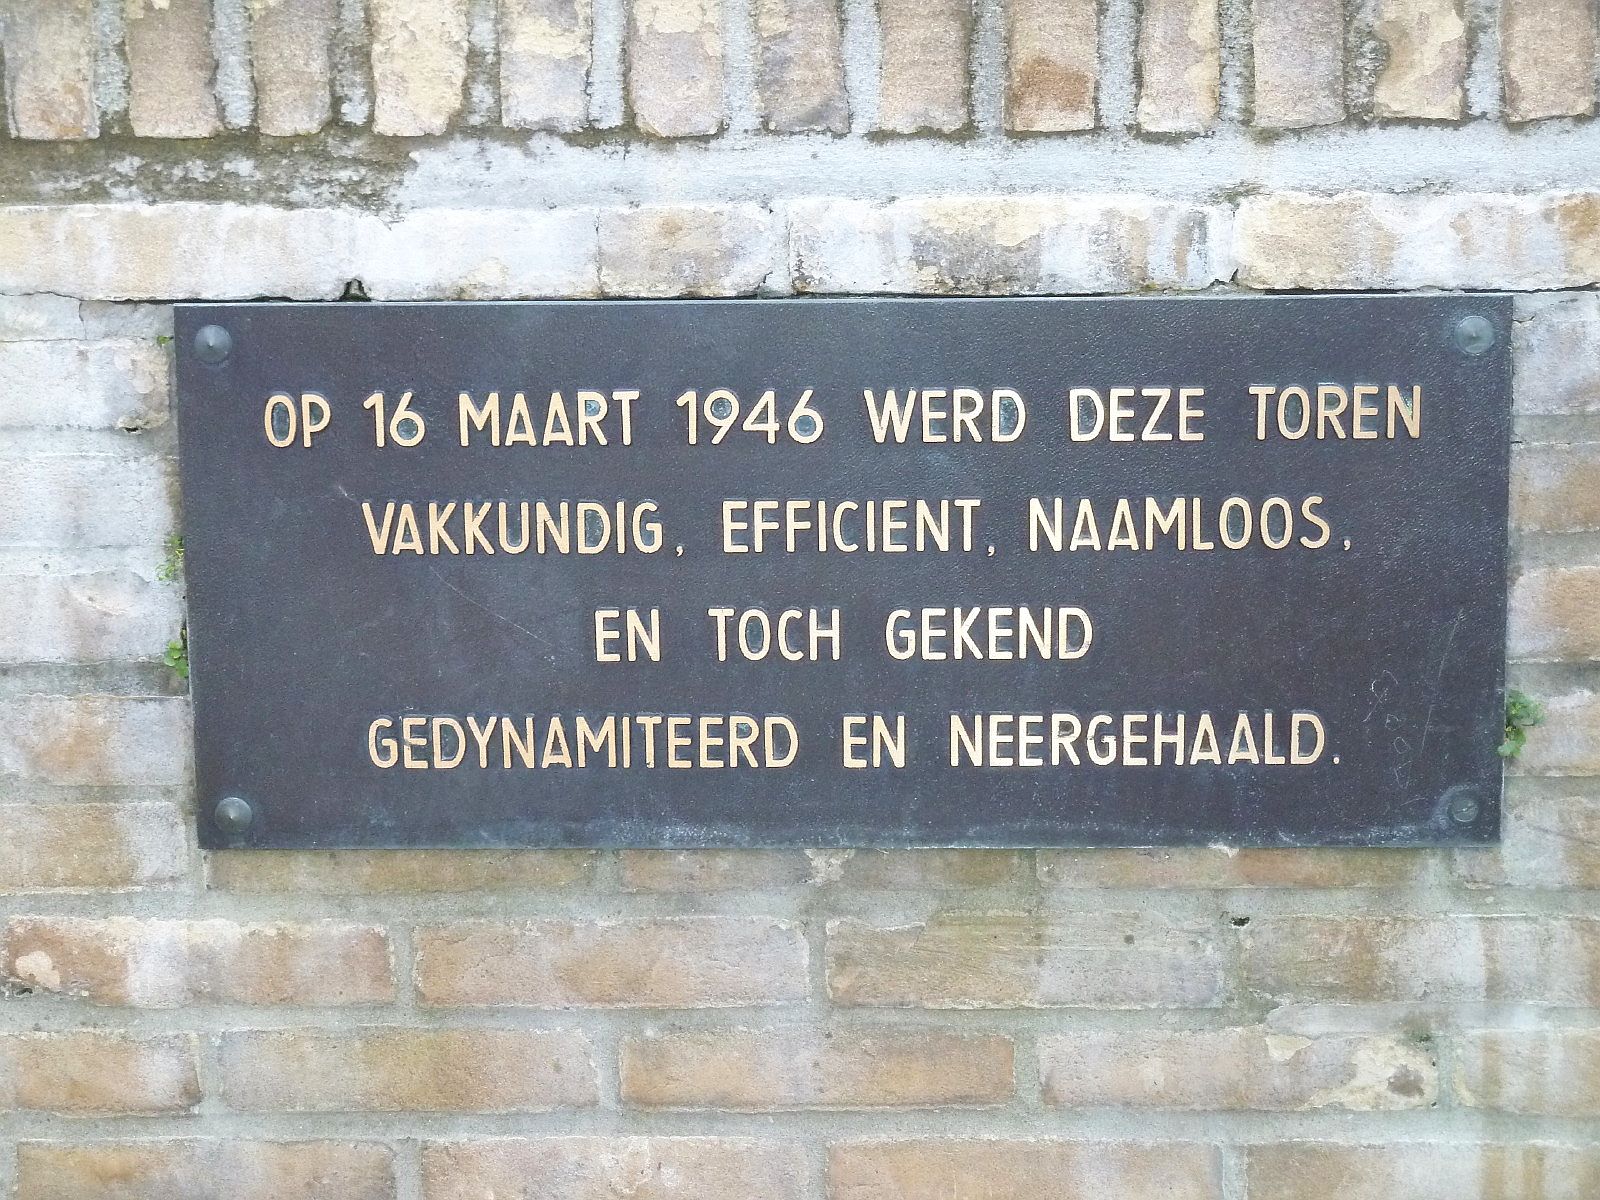 OP 16 MAART 1946 WERD DEZE TOREN
VAKKUNDIG, EFFICIENT, NAAMLOOS,
EN TOCH GEKEND
GEDYNAMITEERD EN NEERGEHAALD.